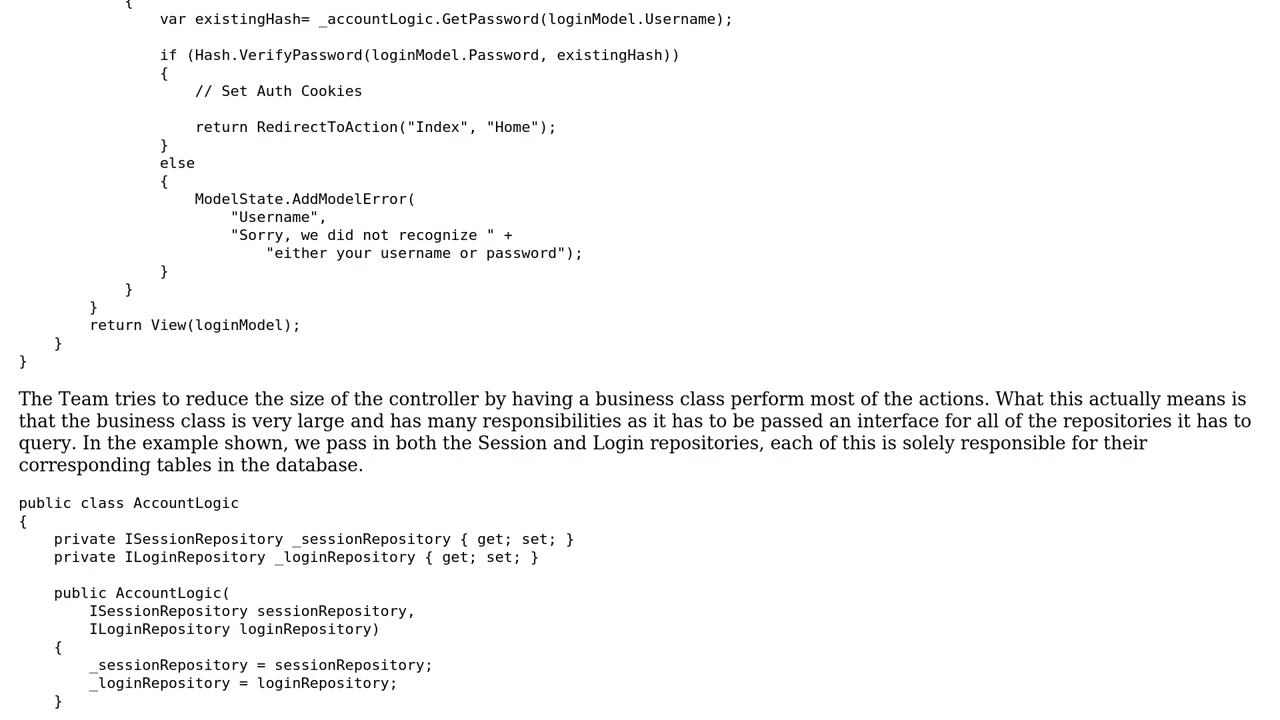 {
var existingHash= _accountLogic.GetPassword(loginModel.Username);
if (Hash.VerifyPassword(loginModel.Password, existingHash))
{
// Set Auth Cookies
return RedirectToAction("Index", "Home");
}
else
{
ModelState.AddModelError(
"Username",
"Sorry, we did not recognize " +
"either your username or password");
}
}
}
return View(loginModel);
}
}
The Team tries to reduce the size of the controller by having a business class perform most of the actions. What this actually means is
that the business class is very large and has many responsibilities as it has to be passed an interface for all of the repositories it has to
query. In the example shown, we pass in both the Session and Login repositories, each of this is solely responsible for their
corresponding tables in the database.
public class AccountLogic
{
private ISessionRepository _sessionRepository { get; set; }
private ILoginRepository _loginRepository { get; set; }
public AccountLogic(
ISessionRepository sessionRepository,
ILoginRepository loginRepository)
{
_sessionRepository = sessionRepository;
_loginRepository = loginRepository;
}